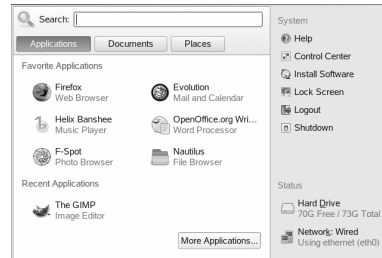 Search:
Applications
Documents
Places
Favorite Applications
Firefox
Web Browser
Evolution
Mail and Calendar
Helix Banshee
Music Player
OpenOffice.org Wri...
Word Processor
F-Spot
Photo Browser
Nautilus
File Browser
Recent Applications
The GIMP
Image Editor
More Applications...
System
Help
Control Center
Install Software
Lock Screen
Logout
Shutdown
Status
Hard Drive
70G Free / 73G Total
Network: Wired
Using ethernet (eth0)